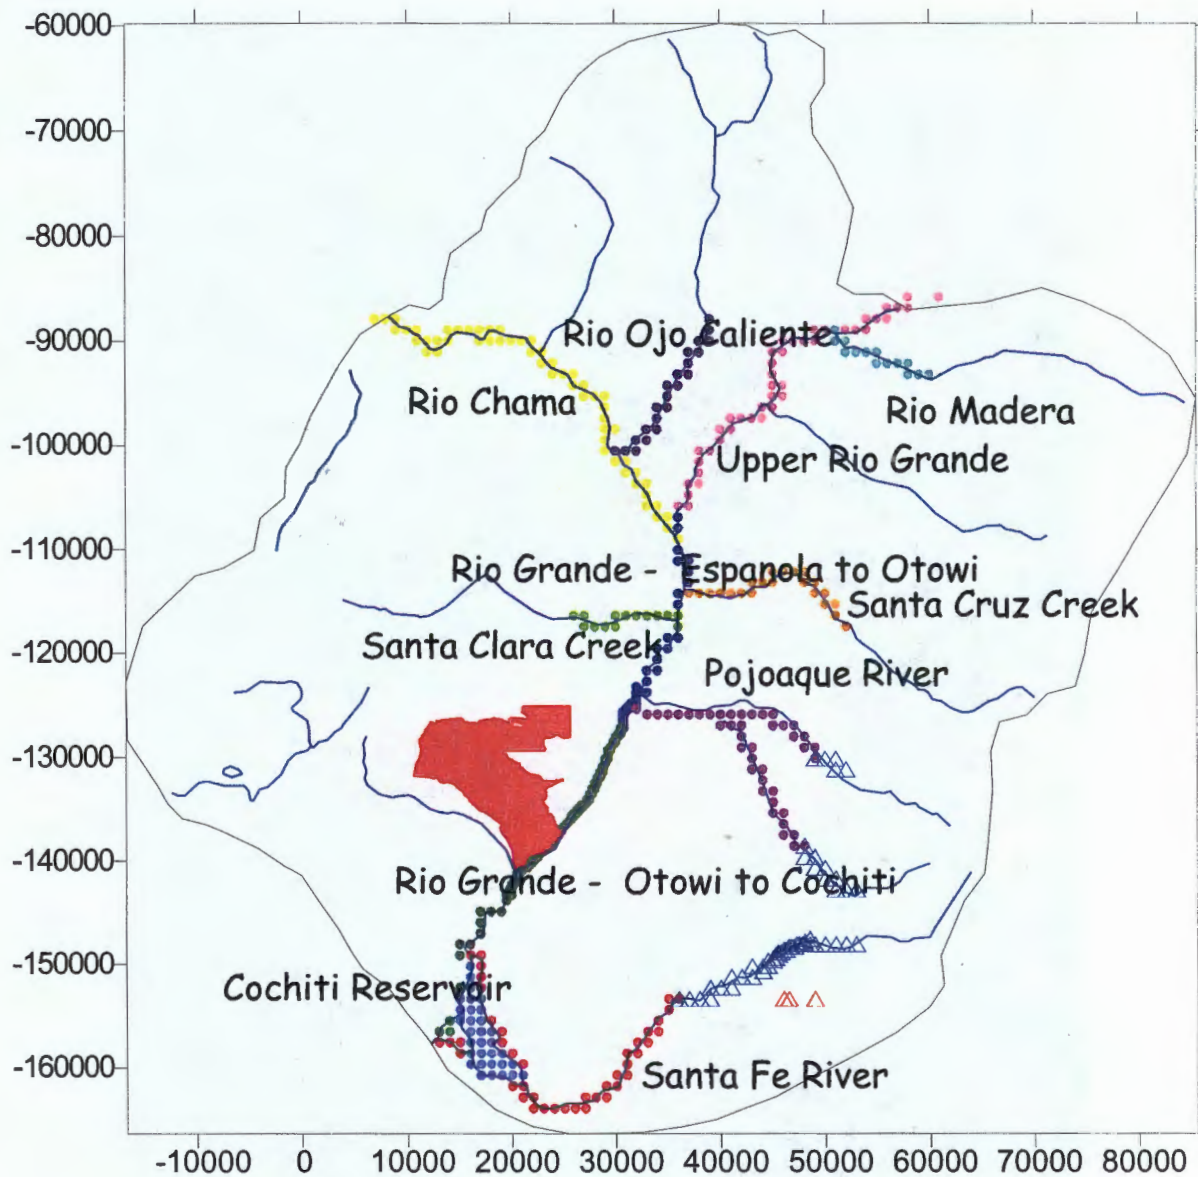 -60000
-70000
-80000
-90000
-100000
-110000
-120000
-130000
-140000
-150000
-160000
Rio Ojo Caliente
Rio Chama
Rio Madera
Upper Rio Grande
Rio Grande - Espanola to Otowi
Santa Cruz Creek
Santa Clara Creek
Pojoaque River
Rio Grande - Otowi to Cochiti
Cochiti Reservoir
Santa Fe River
-10000 0 10000 20000 30000 40000 50000 60000 70000 80000